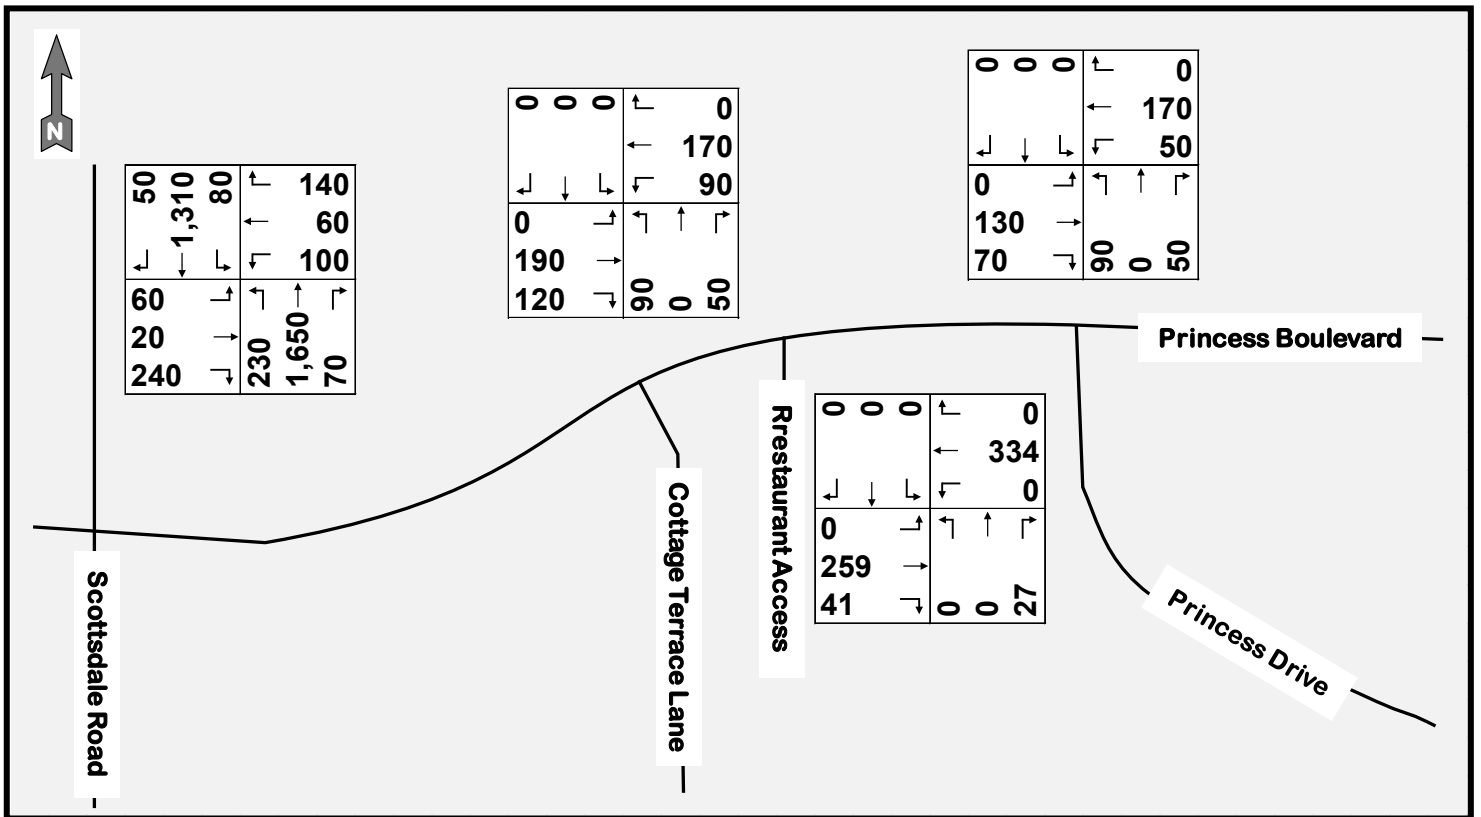 N
0 0 0
0
170
50
0
130
70
90 0 50
0 0 0
0
170
90
0
190
120
90 0 50
50 1,310 80
140
60
100
60
20
240
230 1,650 70
Princess Boulevard
0 0 0
0
334
0
0
259
41
0 0 27
Rrestaurant Access
Cottage Terrace Lane
Scottsdale Road
Princess Drive